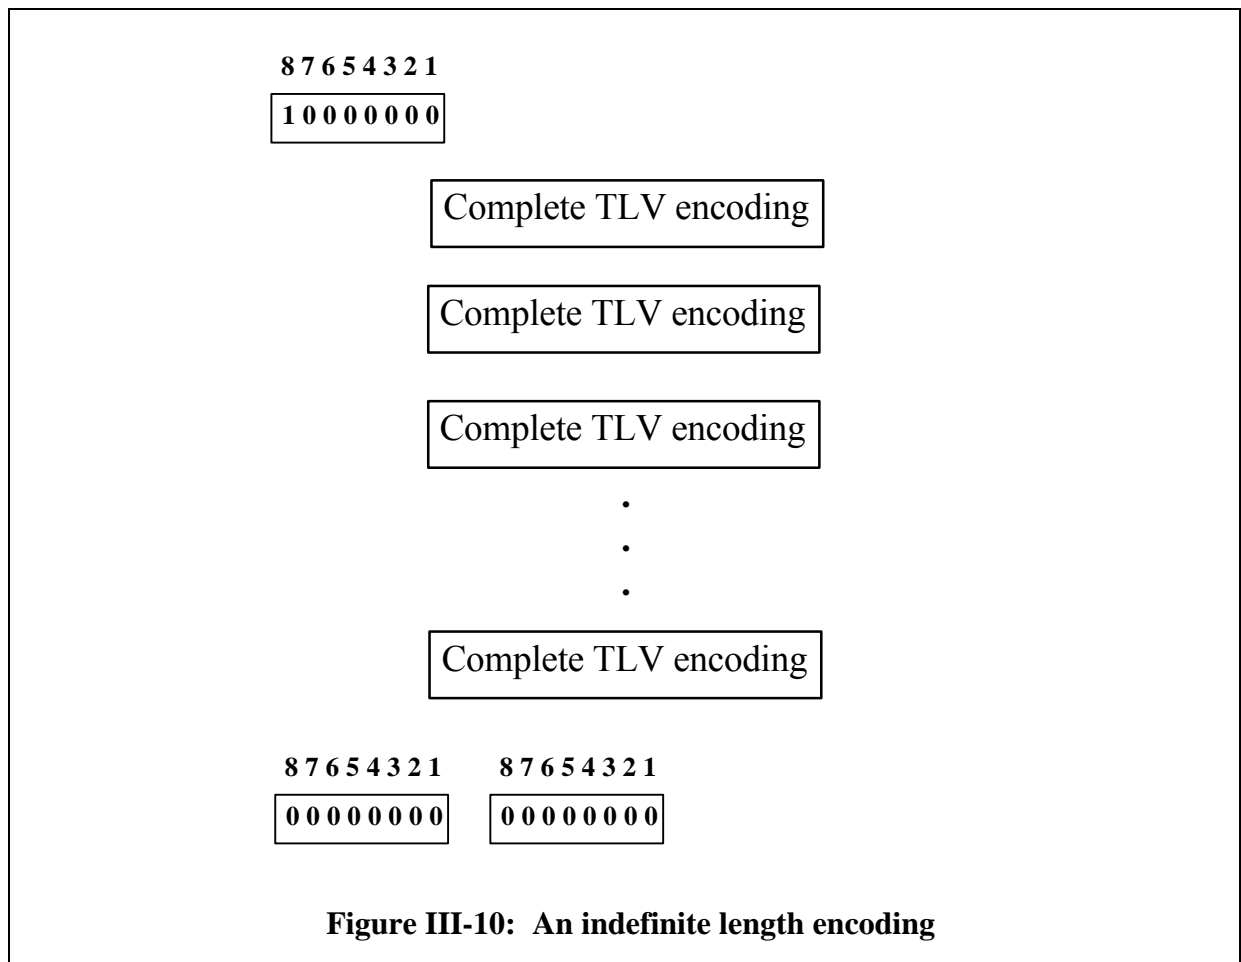 8 7 6 5 4 3 2 1
1 0 0 0 0 0 0 0
Complete TLV encoding
Complete TLV encoding
Complete TLV encoding
.
.
.
Complete TLV encoding
8 7 6 5 4 3 2 1 8 7 6 5 4 3 2 1
0 0 0 0 0 0 0 0 0 0 0 0 0 0 0 0
Figure III-10: An indefinite length encoding